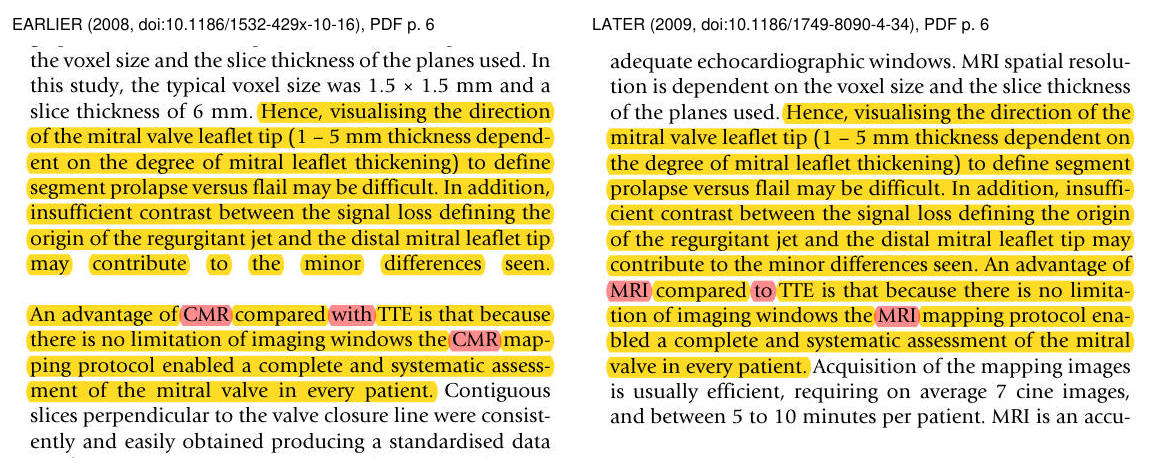 EARLIER (2008, doi:10.1186/1532-429x-10-16), PDF p. 6
the voxel size and the slice thickness of the planes used. In
this study, the typical voxel size was 1.5 × 1.5 mm and a
slice thickness of 6 mm. Hence, visualising the direction
of the mitral valve leaflet tip (1 – 5 mm thickness depend-
ent on the degree of mitral leaflet thickening) to define
segment prolapse versus flail may be difficult. In addition,
insufficient contrast between the signal loss defining the
origin of the regurgitant jet and the distal mitral leaflet tip
may contribute to the minor differences seen.
An advantage of CMR compared with TTE is that because
there is no limitation of imaging windows the CMR map-
ping protocol enabled a complete and systematic assess-
ment of the mitral valve in every patient. Contiguous
slices perpendicular to the valve closure line were consist-
ently and easily obtained producing a standardised data
LATER (2009, doi:10.1186/1749-8090-4-34), PDF p. 6
adequate echocardiographic windows. MRI spatial resolu-
tion is dependent on the voxel size and the slice thickness
of the planes used. Hence, visualising the direction of the
mitral valve leaflet tip (1 – 5 mm thickness dependent on
the degree of mitral leaflet thickening) to define segment
prolapse versus flail may be difficult. In addition, insuffi-
cient contrast between the signal loss defining the origin
of the regurgitant jet and the distal mitral leaflet tip may
contribute to the minor differences seen. An advantage of
MRI compared to TTE is that because there is no limita-
tion of imaging windows the MRI mapping protocol ena-
bled a complete and systematic assessment of the mitral
valve in every patient. Acquisition of the mapping images
is usually efficient, requiring on average 7 cine images,
and between 5 to 10 minutes per patient. MRI is an accu-